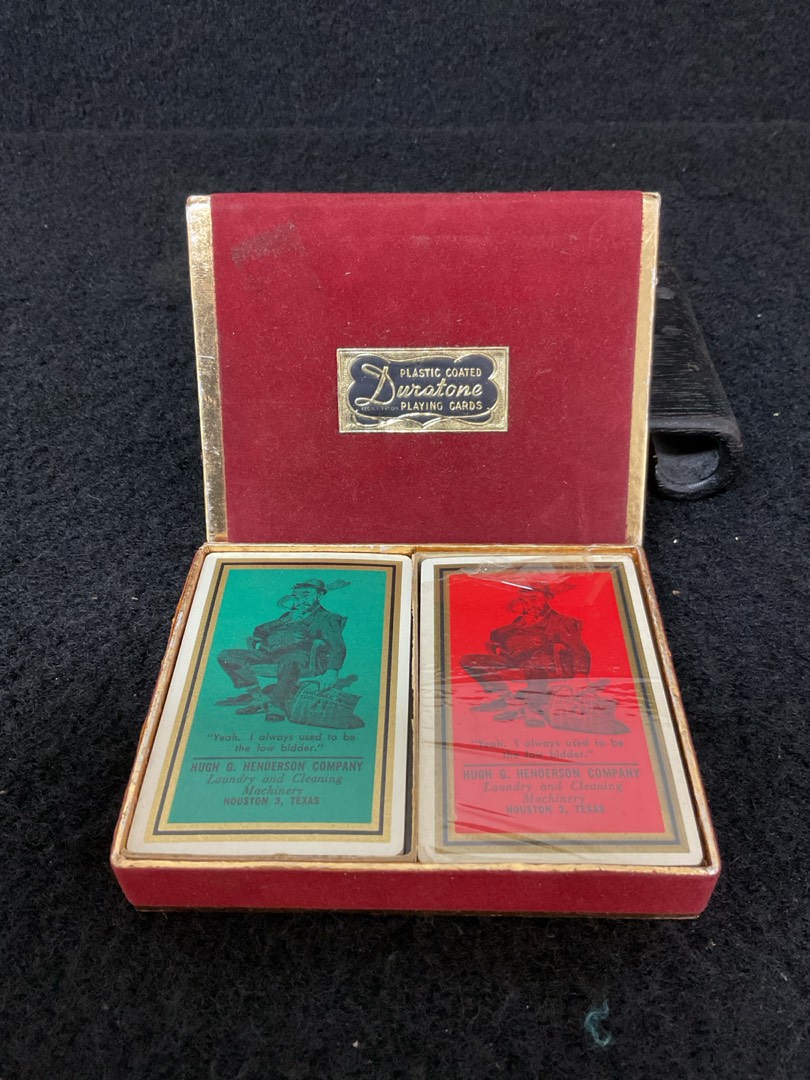 PLASTIC COATED
Duratone
PLAYING CARDS
"Yeah. I always used to be
the low bidder."
HUGH G. HENDERSON COMPANY
Laundry and Cleaning
Machinery
HOUSTON 3, TEXAS
"Yeah. I always used to be
the low bidder."
HUGH G. HENDERSON COMPANY
Laundry and Cleaning
Machinery
HOUSTON 3, TEXAS